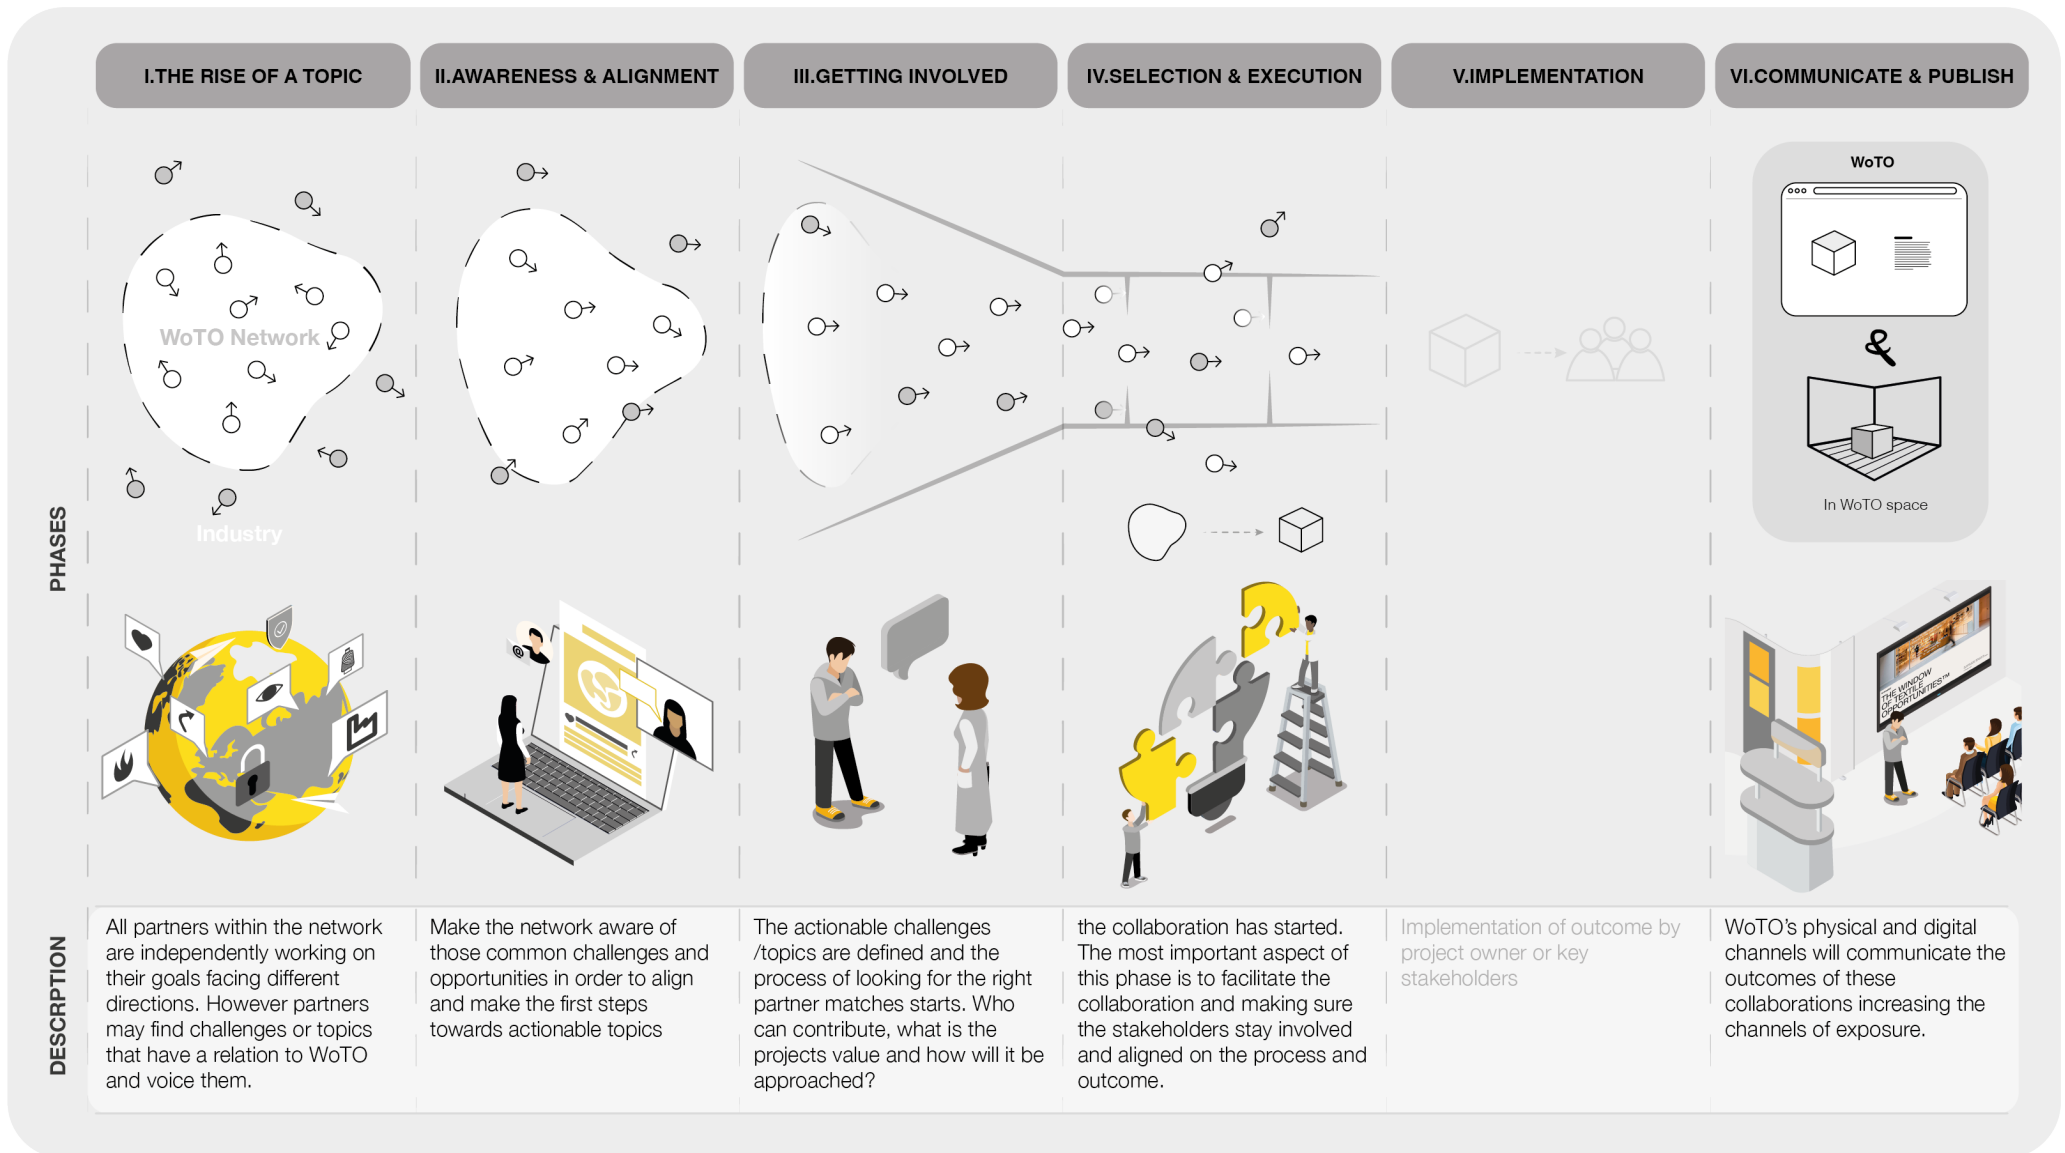 I.THE RISE OF A TOPIC
II.AWARENESS & ALIGNMENT
III.GETTING INVOLVED
IV.SELECTION & EXECUTION
V.IMPLEMENTATION
VI.COMMUNICATE & PUBLISH
PHASES
WoTO Network
Industry
WoTO
&
In WoTO space
@
THE WINDOW
OF TEXTILE
OPPORTUNITIES™
DESCRPTION
All partners within the network
are independently working on
their goals facing different
directions. However partners
may find challenges or topics
that have a relation to WoTO
and voice them.
Make the network aware of
those common challenges and
opportunities in order to align
and make the first steps
towards actionable topics
The actionable challenges
/topics are defined and the
process of looking for the right
partner matches starts. Who
can contribute, what is the
projects value and how will it be
approached?
the collaboration has started.
The most important aspect of
this phase is to facilitate the
collaboration and making sure
the stakeholders stay involved
and aligned on the process and
outcome.
Implementation of outcome by
project owner or key
stakeholders
WoTO's physical and digital
channels will communicate the
outcomes of these
collaborations increasing the
channels of exposure.